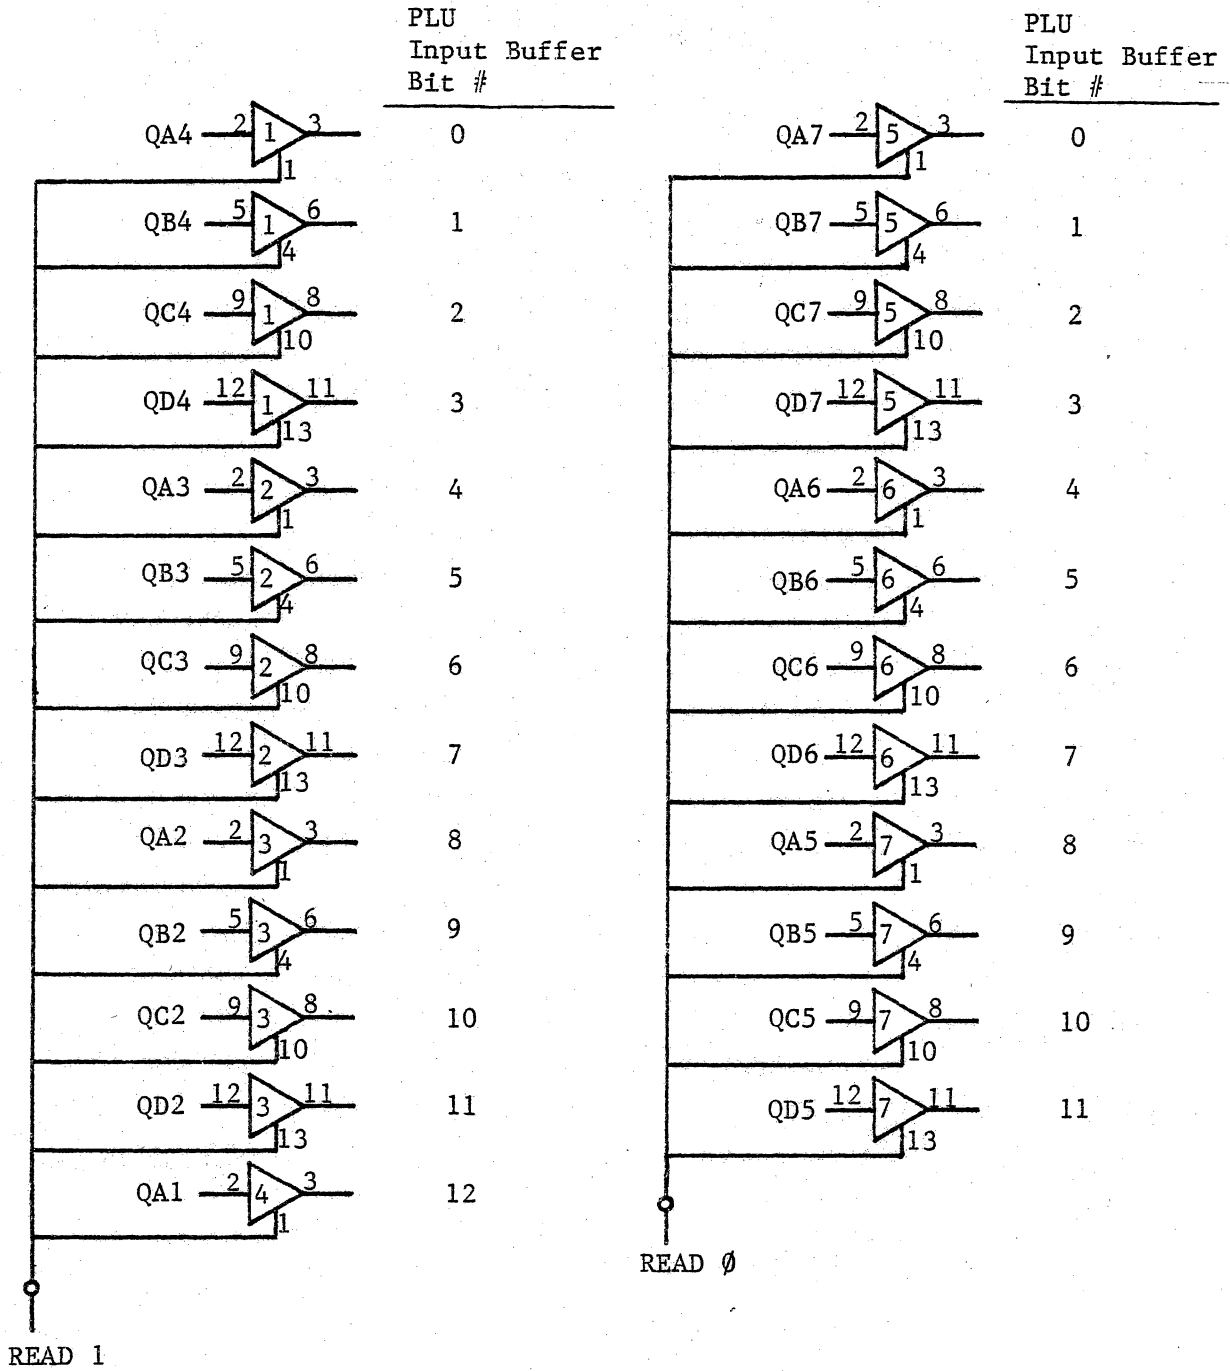 PLU
Input Buffer
Bit #
QA4 2 1 3 1 0
QB4 5 1 6 4 1
QC4 9 1 8 10 2
QD4 12 1 11 13 3
QA3 2 2 3 1 4
QB3 5 2 6 4 5
QC3 9 2 8 10 6
QD3 12 2 11 13 7
QA2 2 3 3 1 8
QB2 5 3 6 4 9
QC2 9 3 8 10 10
QD2 12 3 11 13 11
QA1 2 4 3 1 12
READ 1
PLU
Input Buffer
Bit #
QA7 2 5 3 1 0
QB7 5 5 6 4 1
QC7 9 5 8 10 2
QD7 12 5 11 13 3
QA6 2 6 3 1 4
QB6 5 6 6 4 5
QC6 9 6 8 10 6
QD6 12 6 11 13 7
QA5 2 7 3 1 8
QB5 5 7 6 4 9
QC5 9 7 8 10 10
QD5 12 7 11 13 11
READ Ø